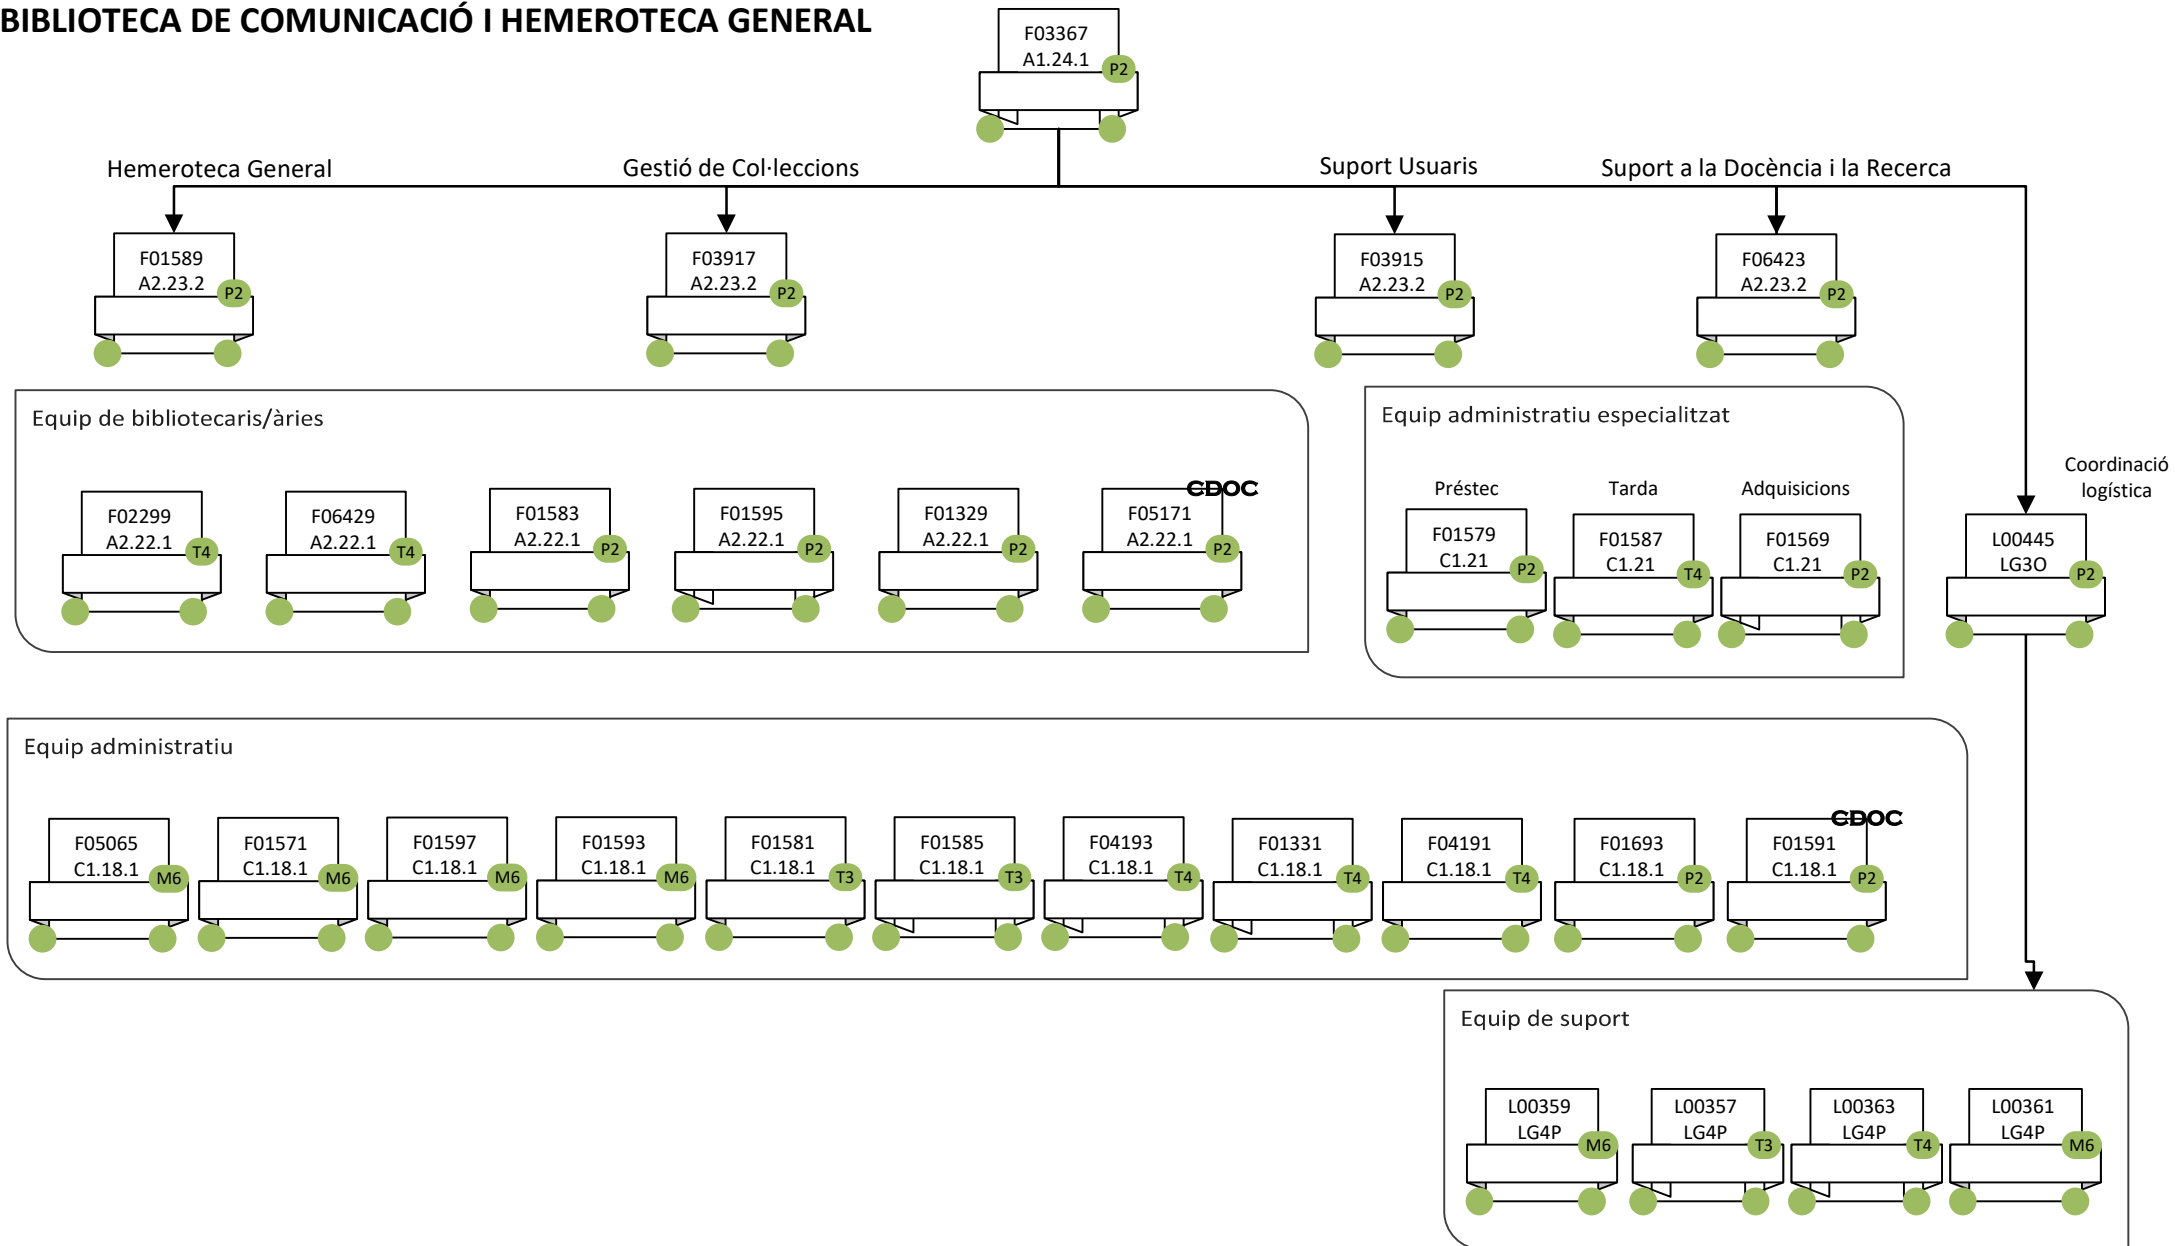 BIBLIOTECA DE COMUNICACIÓ I HEMEROTECA GENERAL
F03367
A1.24.1
P2
Hemeroteca General
Gestió de Col·leccions
Suport Usuaris
Suport a la Docència i la Recerca
F01589
A2.23.2
P2
F03917
A2.23.2
P2
F03915
A2.23.2
P2
F06423
A2.23.2
P2
Equip de bibliotecaris/àries
F02299
A2.22.1
T4
F06429
A2.22.1
T4
F01583
A2.22.1
P2
F01595
A2.22.1
P2
F01329
A2.22.1
P2
CDOC
F05171
A2.22.1
P2
Equip administratiu especialitzat
Préstec
F01579
C1.21
P2
Tarda
F01587
C1.21
T4
Adquisicions
F01569
C1.21
P2
Coordinació
logística
L00445
LG3O
P2
Equip administratiu
F05065
C1.18.1
M6
F01571
C1.18.1
M6
F01597
C1.18.1
M6
F01593
C1.18.1
M6
F01581
C1.18.1
T3
F01585
C1.18.1
T3
F04193
C1.18.1
T4
F01331
C1.18.1
T4
F04191
C1.18.1
T4
F01693
C1.18.1
P2
CDOC
F01591
C1.18.1
P2
Equip de suport
L00359
LG4P
M6
L00357
LG4P
T3
L00363
LG4P
T4
L00361
LG4P
M6